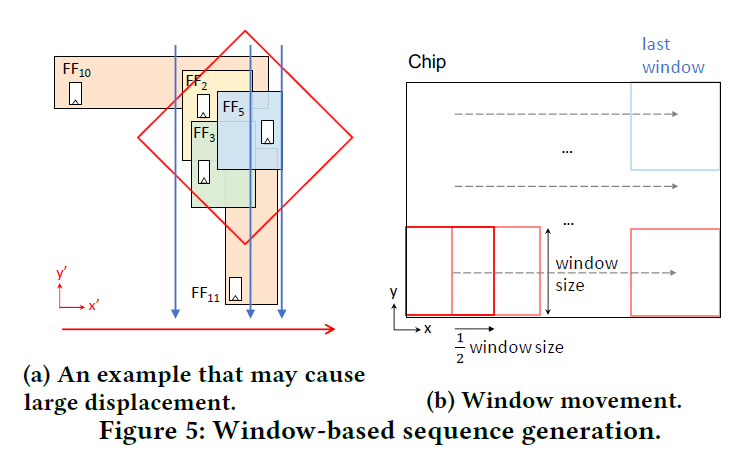 FF10
FF2
FF5
FF3
FF11
y'
x'
(a) An example that may cause
large displacement.
Chip
last
window
...
...
window
size
y
x
1/2 window size
(b) Window movement.
Figure 5: Window-based sequence generation.